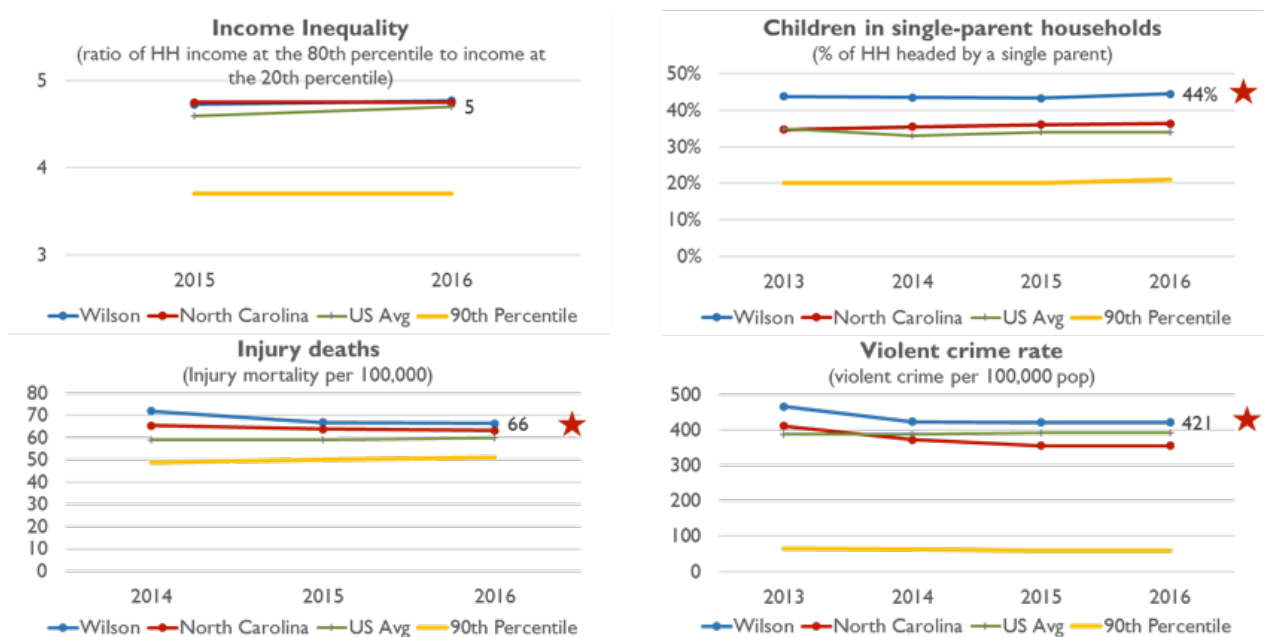 Income Inequality
(ratio of HH income at the 80th percentile to income at
the 20th percentile)
5
5
4
3
2015 2016
Wilson North Carolina US Avg 90th Percentile
Children in single-parent households
(% of HH headed by a single parent)
50%
44%
40%
30%
20%
10%
0%
2013 2014 2015 2016
Wilson North Carolina US Avg 90th Percentile
Injury deaths
(Injury mortality per 100,000)
80
70
66
60
50
40
30
20
10
0
2014 2015 2016
Wilson North Carolina US Avg 90th Percentile
Violent crime rate
(violent crime per 100,000 pop)
500
421
400
300
200
100
0
2013 2014 2015 2016
Wilson North Carolina US Avg 90th Percentile